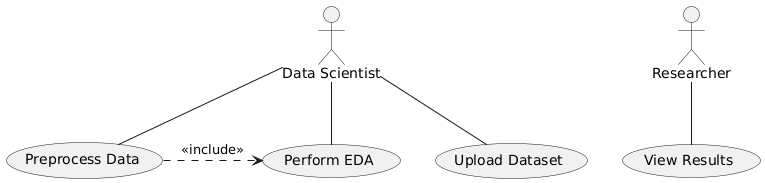 Data Scientist
Researcher
«include»
Preprocess Data
Perform EDA
Upload Dataset
View Results